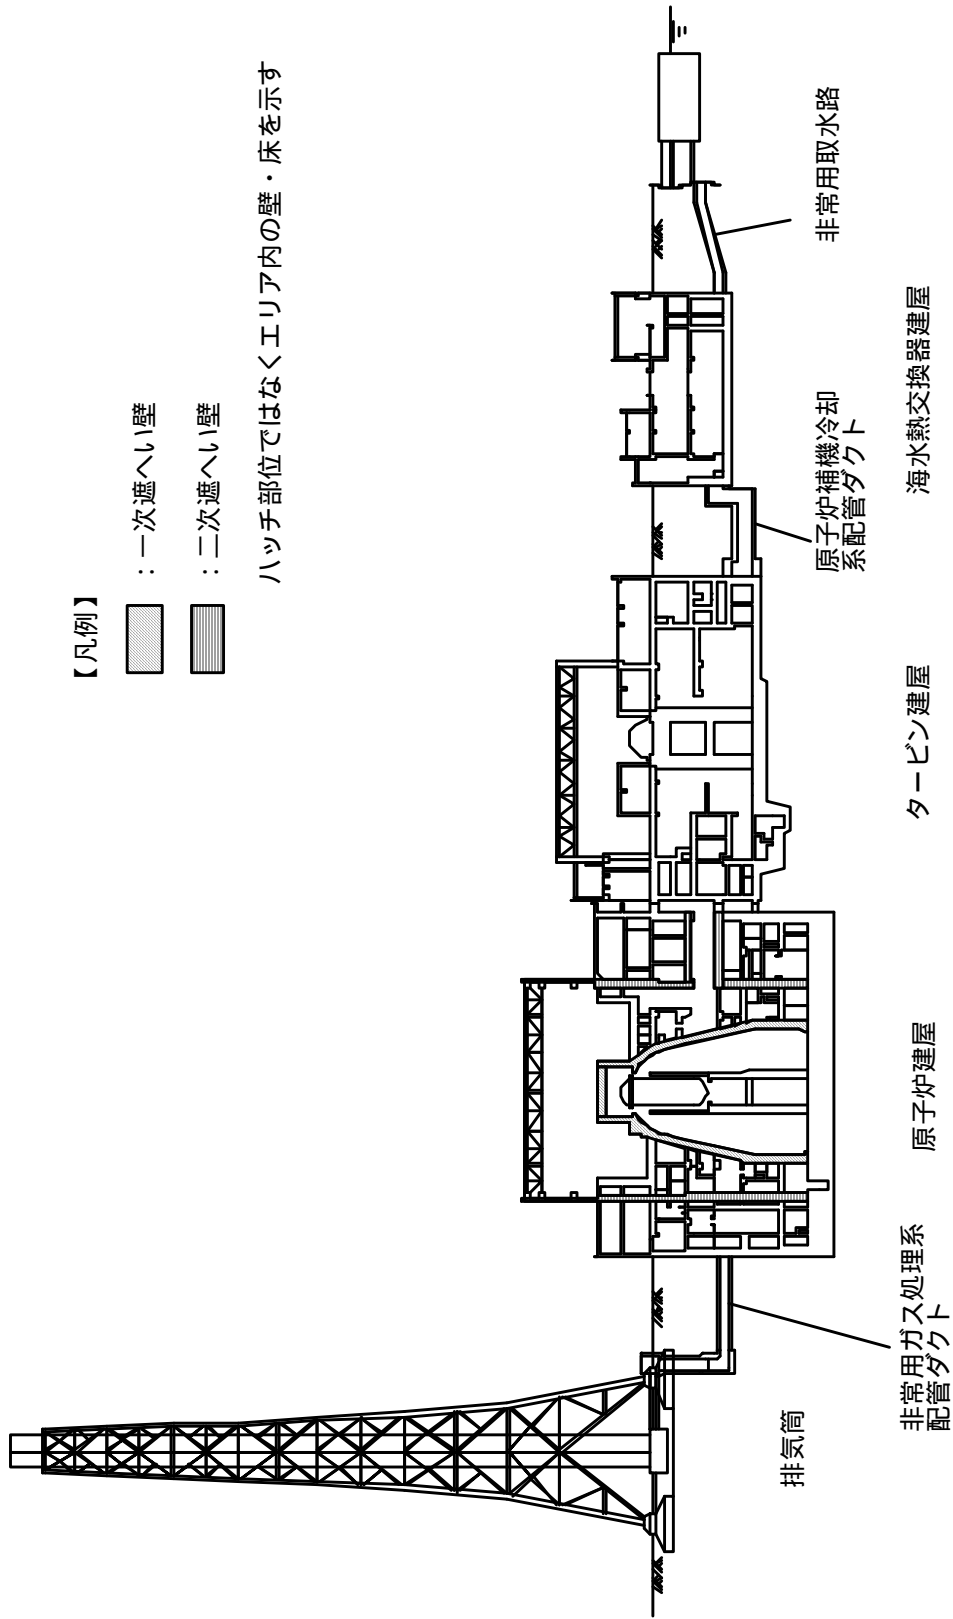 【凡例】
：一次遮へい壁
：二次遮へい壁
ハッチ部位ではなくエリア内の壁・床を示す
排気筒
非常用ガス処理系
配管ダクト
原子炉建屋
タービン建屋
原子炉補機冷却
系配管ダクト
海水熱交換器建屋
非常用取水路